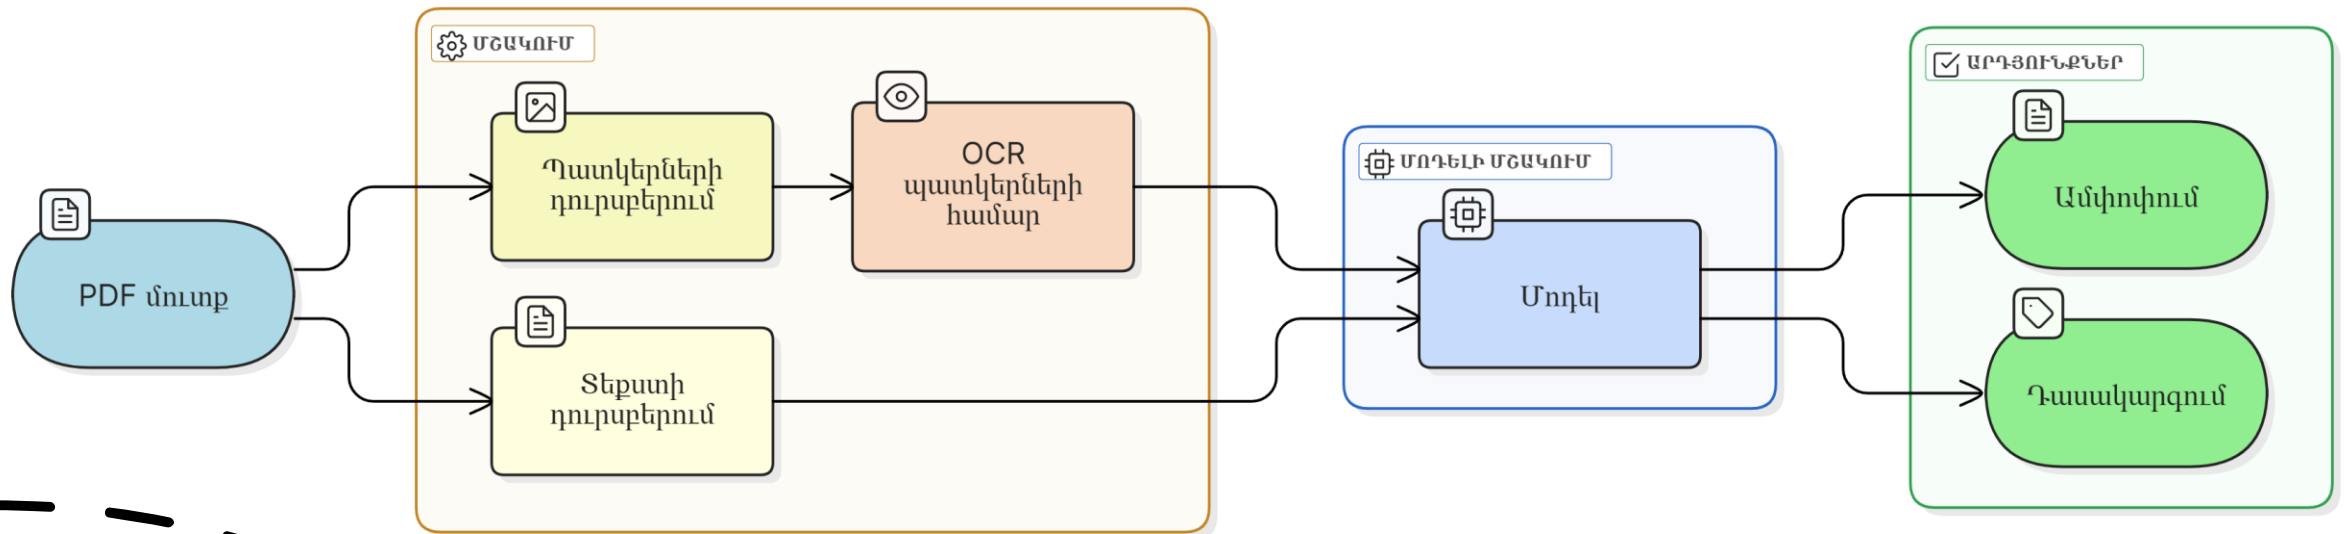 PDF մուտք
ՄՇԱԿՈՒՄ
Պատկերների
դուրսբերում
OCR
պատկերների
համար
Տեքստի
դուրսբերում
ՄՈԴԵԼԻ ՄՇԱԿՈՒՄ
Մոդել
ԱՐԴՅՈՒՆՔՆԵՐ
Ամփոփում
Դասակարգում